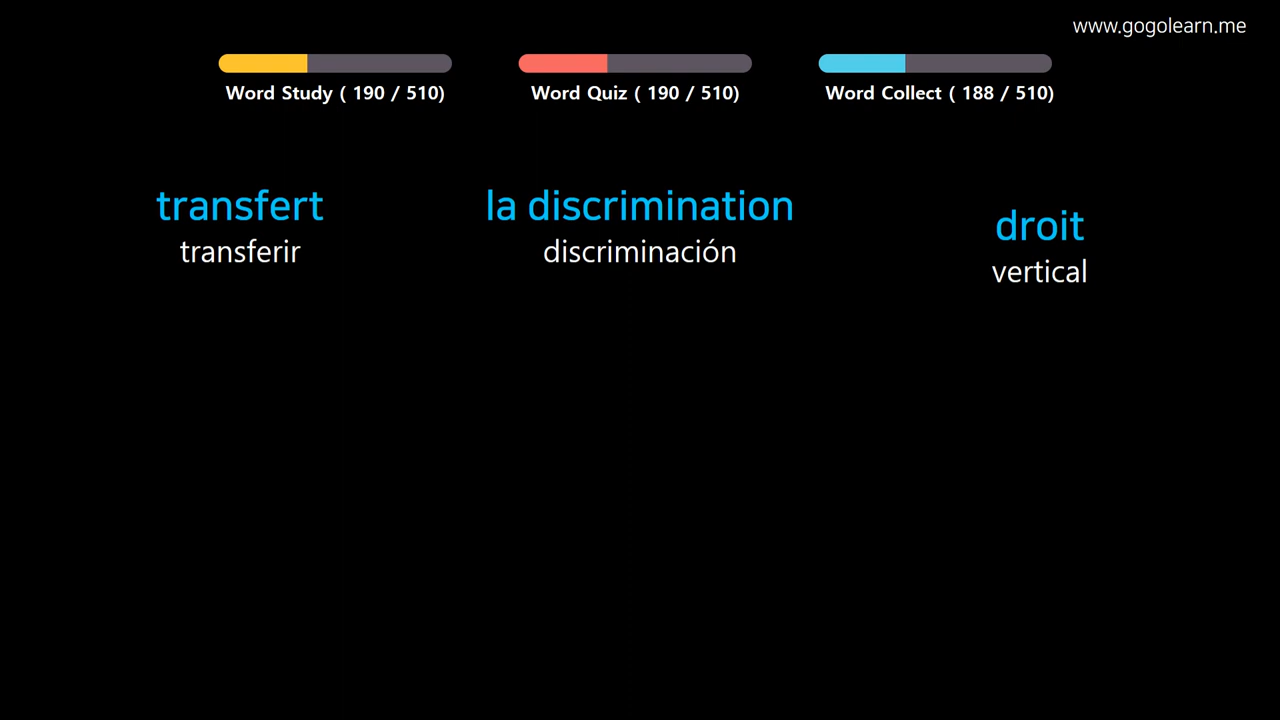 www.gogolearn.me
Word Study ( 190 / 510)
Word Quiz ( 190 / 510)
Word Collect ( 188 / 510)
transfert
transferir
la discrimination
discriminación
droit
vertical